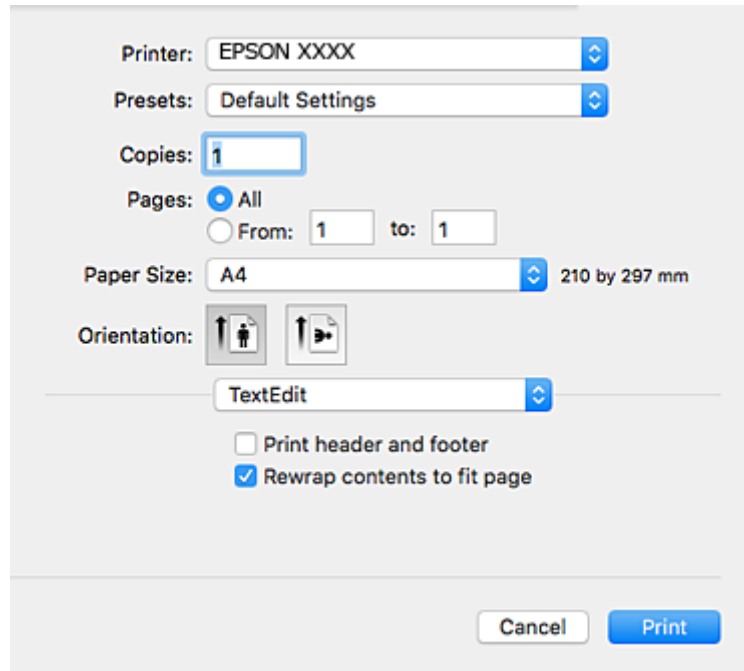 Printer: EPSON XXXX
Presets: Default Settings
Copies: 1
Pages: All
From: 1 to: 1
Paper Size: A4 210 by 297 mm
Orientation:
TextEdit
Print header and footer
Rewrap contents to fit page
Cancel Print